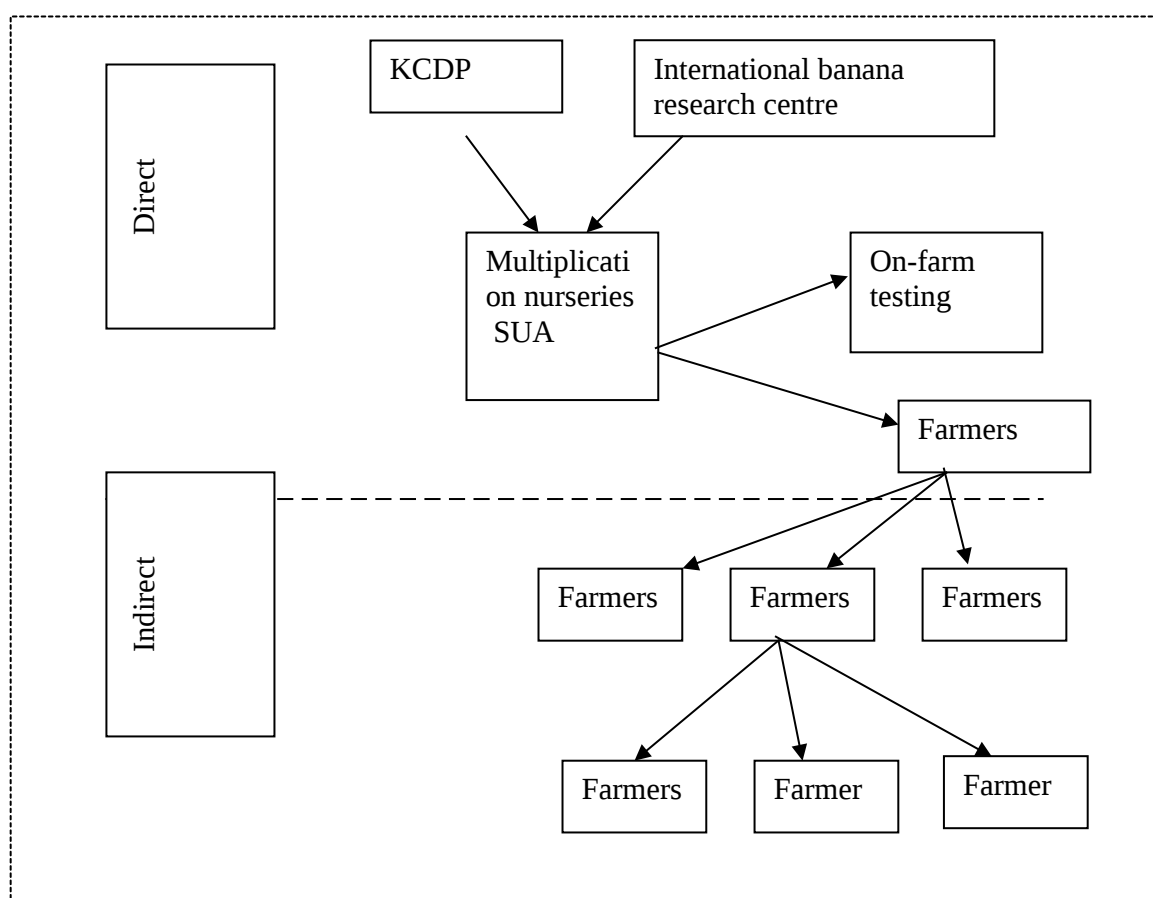 KCDP
International banana
research centre
Direct
Multiplicati
on nurseries
SUA
On-farm
testing
Farmers
Indirect
Farmers
Farmers
Farmers
Farmers
Farmer
Farmer